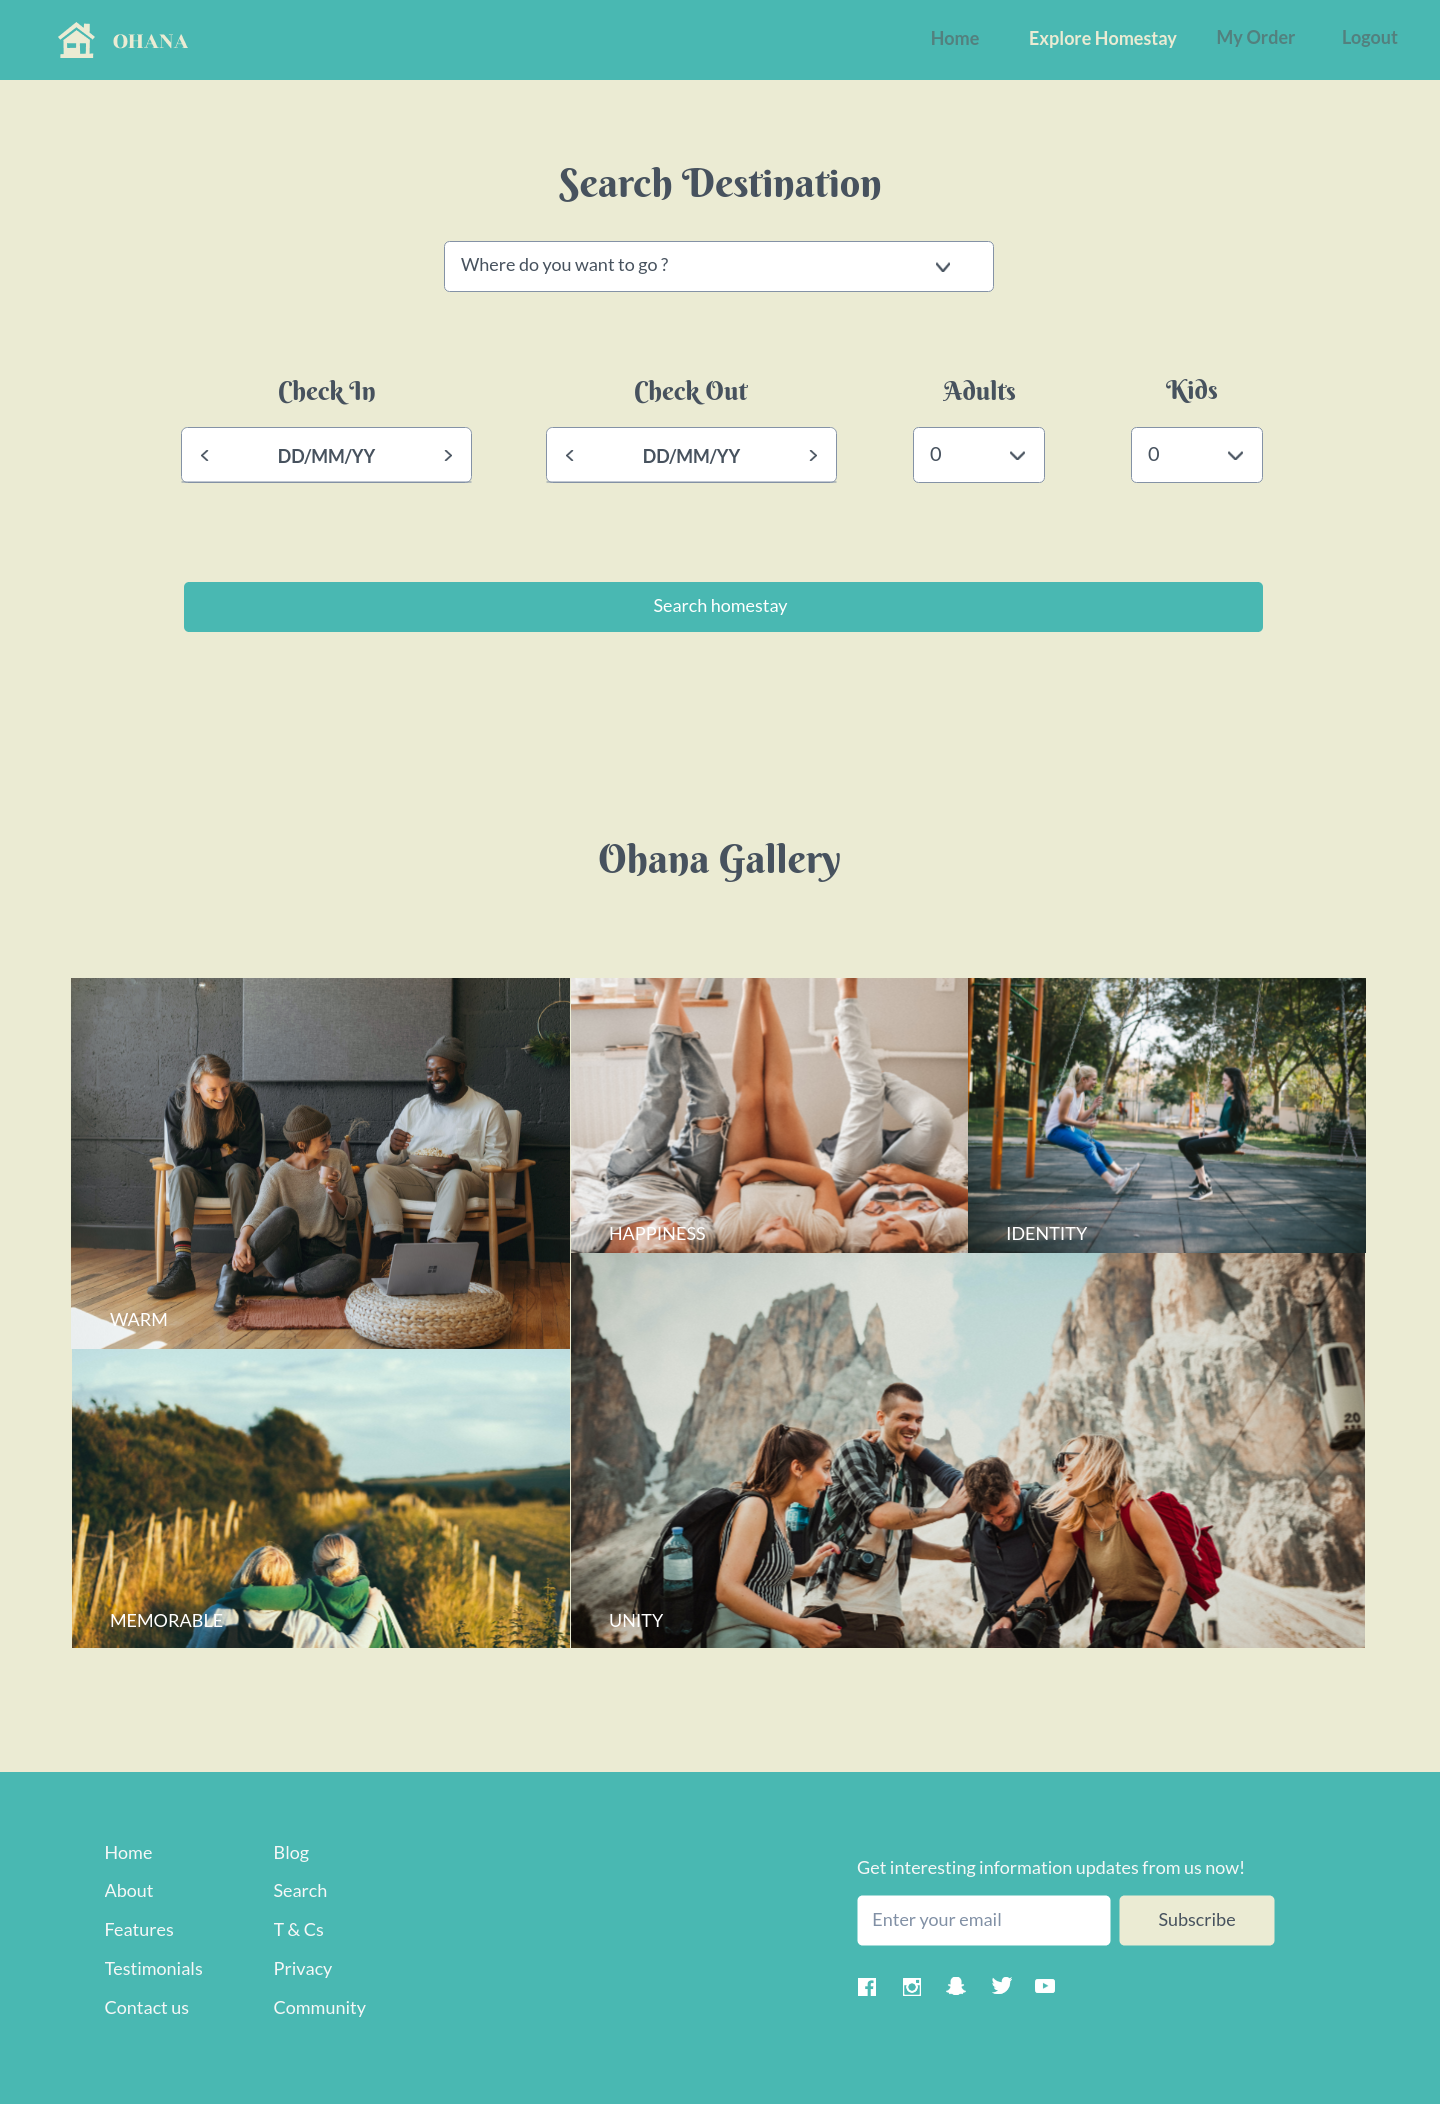 OHANA
Home Explore Homestay My Order Logout
Search Destination
Where do you want to go ?
Check In Check Out Adults Kids
< DD/MM/YY > < DD/MM/YY > 0 0
Search homestay
Ohana Gallery
HAPPINESS
IDENTITY
WARM
20
MEMORABLE
UNITY
Home
About
Features
Testimonials
Contact us
Blog
Search
T & Cs
Privacy
Community
Get interesting information updates from us now!
Enter your email
Subscribe